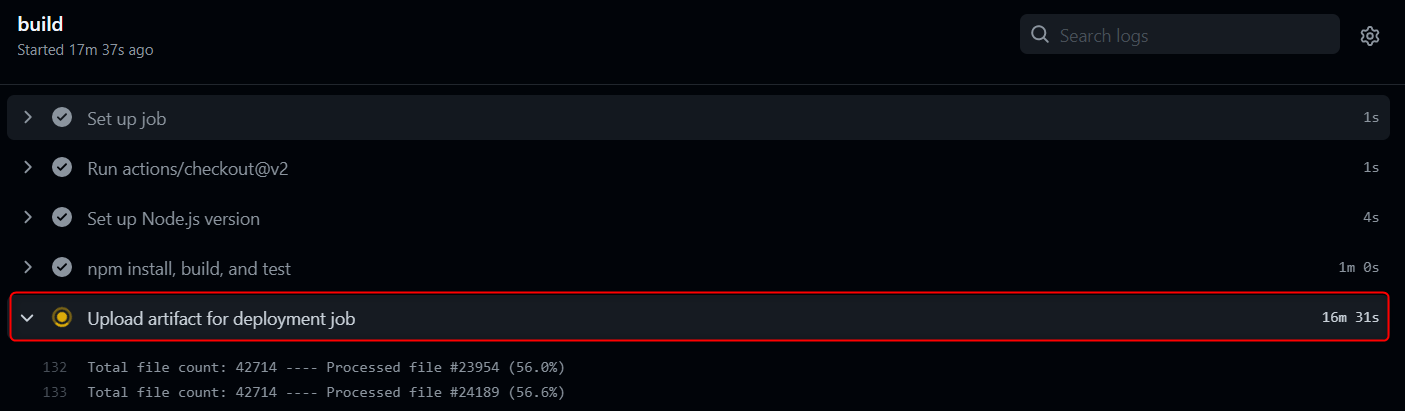 build
Started 17m 37s ago
Search logs
Set up job 1s
Run actions/checkout@v2 1s
Set up Node.js version 4s
npm install, build, and test 1m 0s
Upload artifact for deployment job 16m 31s
132 Total file count: 42714 ---- Processed file #23954 (56.0%)
133 Total file count: 42714 ---- Processed file #24189 (56.6%)